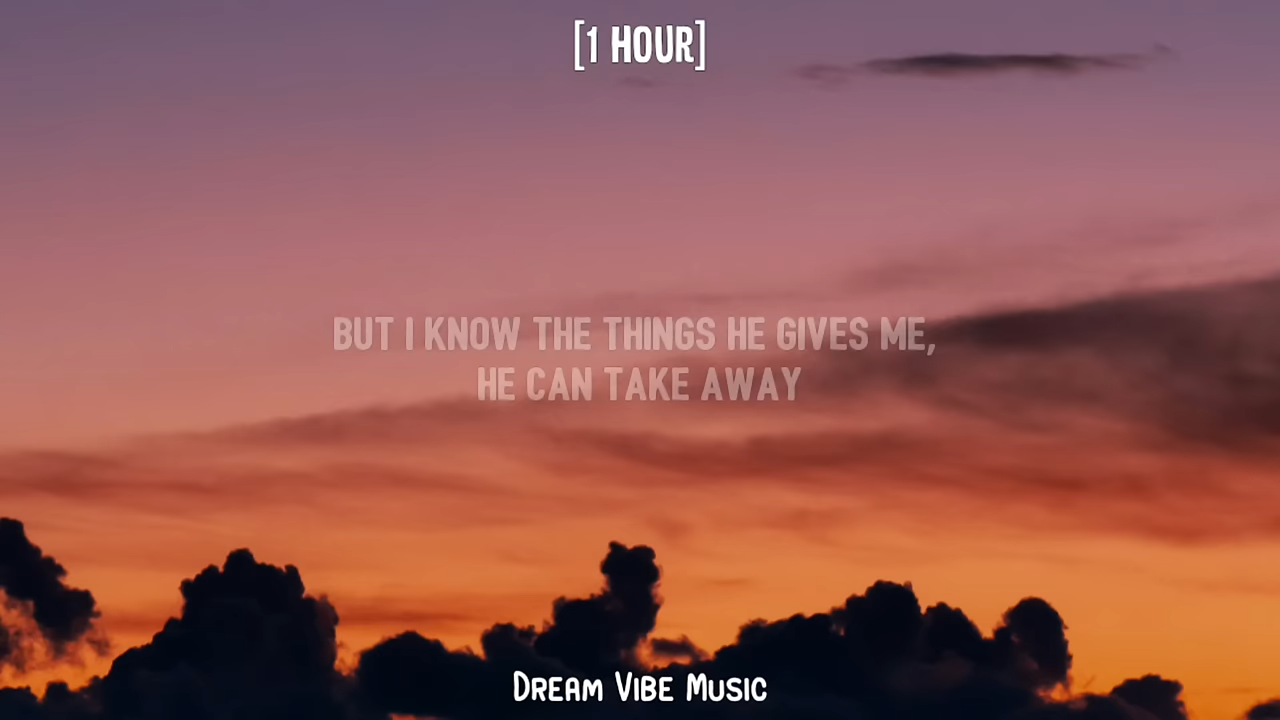 [1 HOUR]
BUT I KNOW THE THINGS HE GIVES ME,
HE CAN TAKE AWAY
DREAM VIBE MUSIC